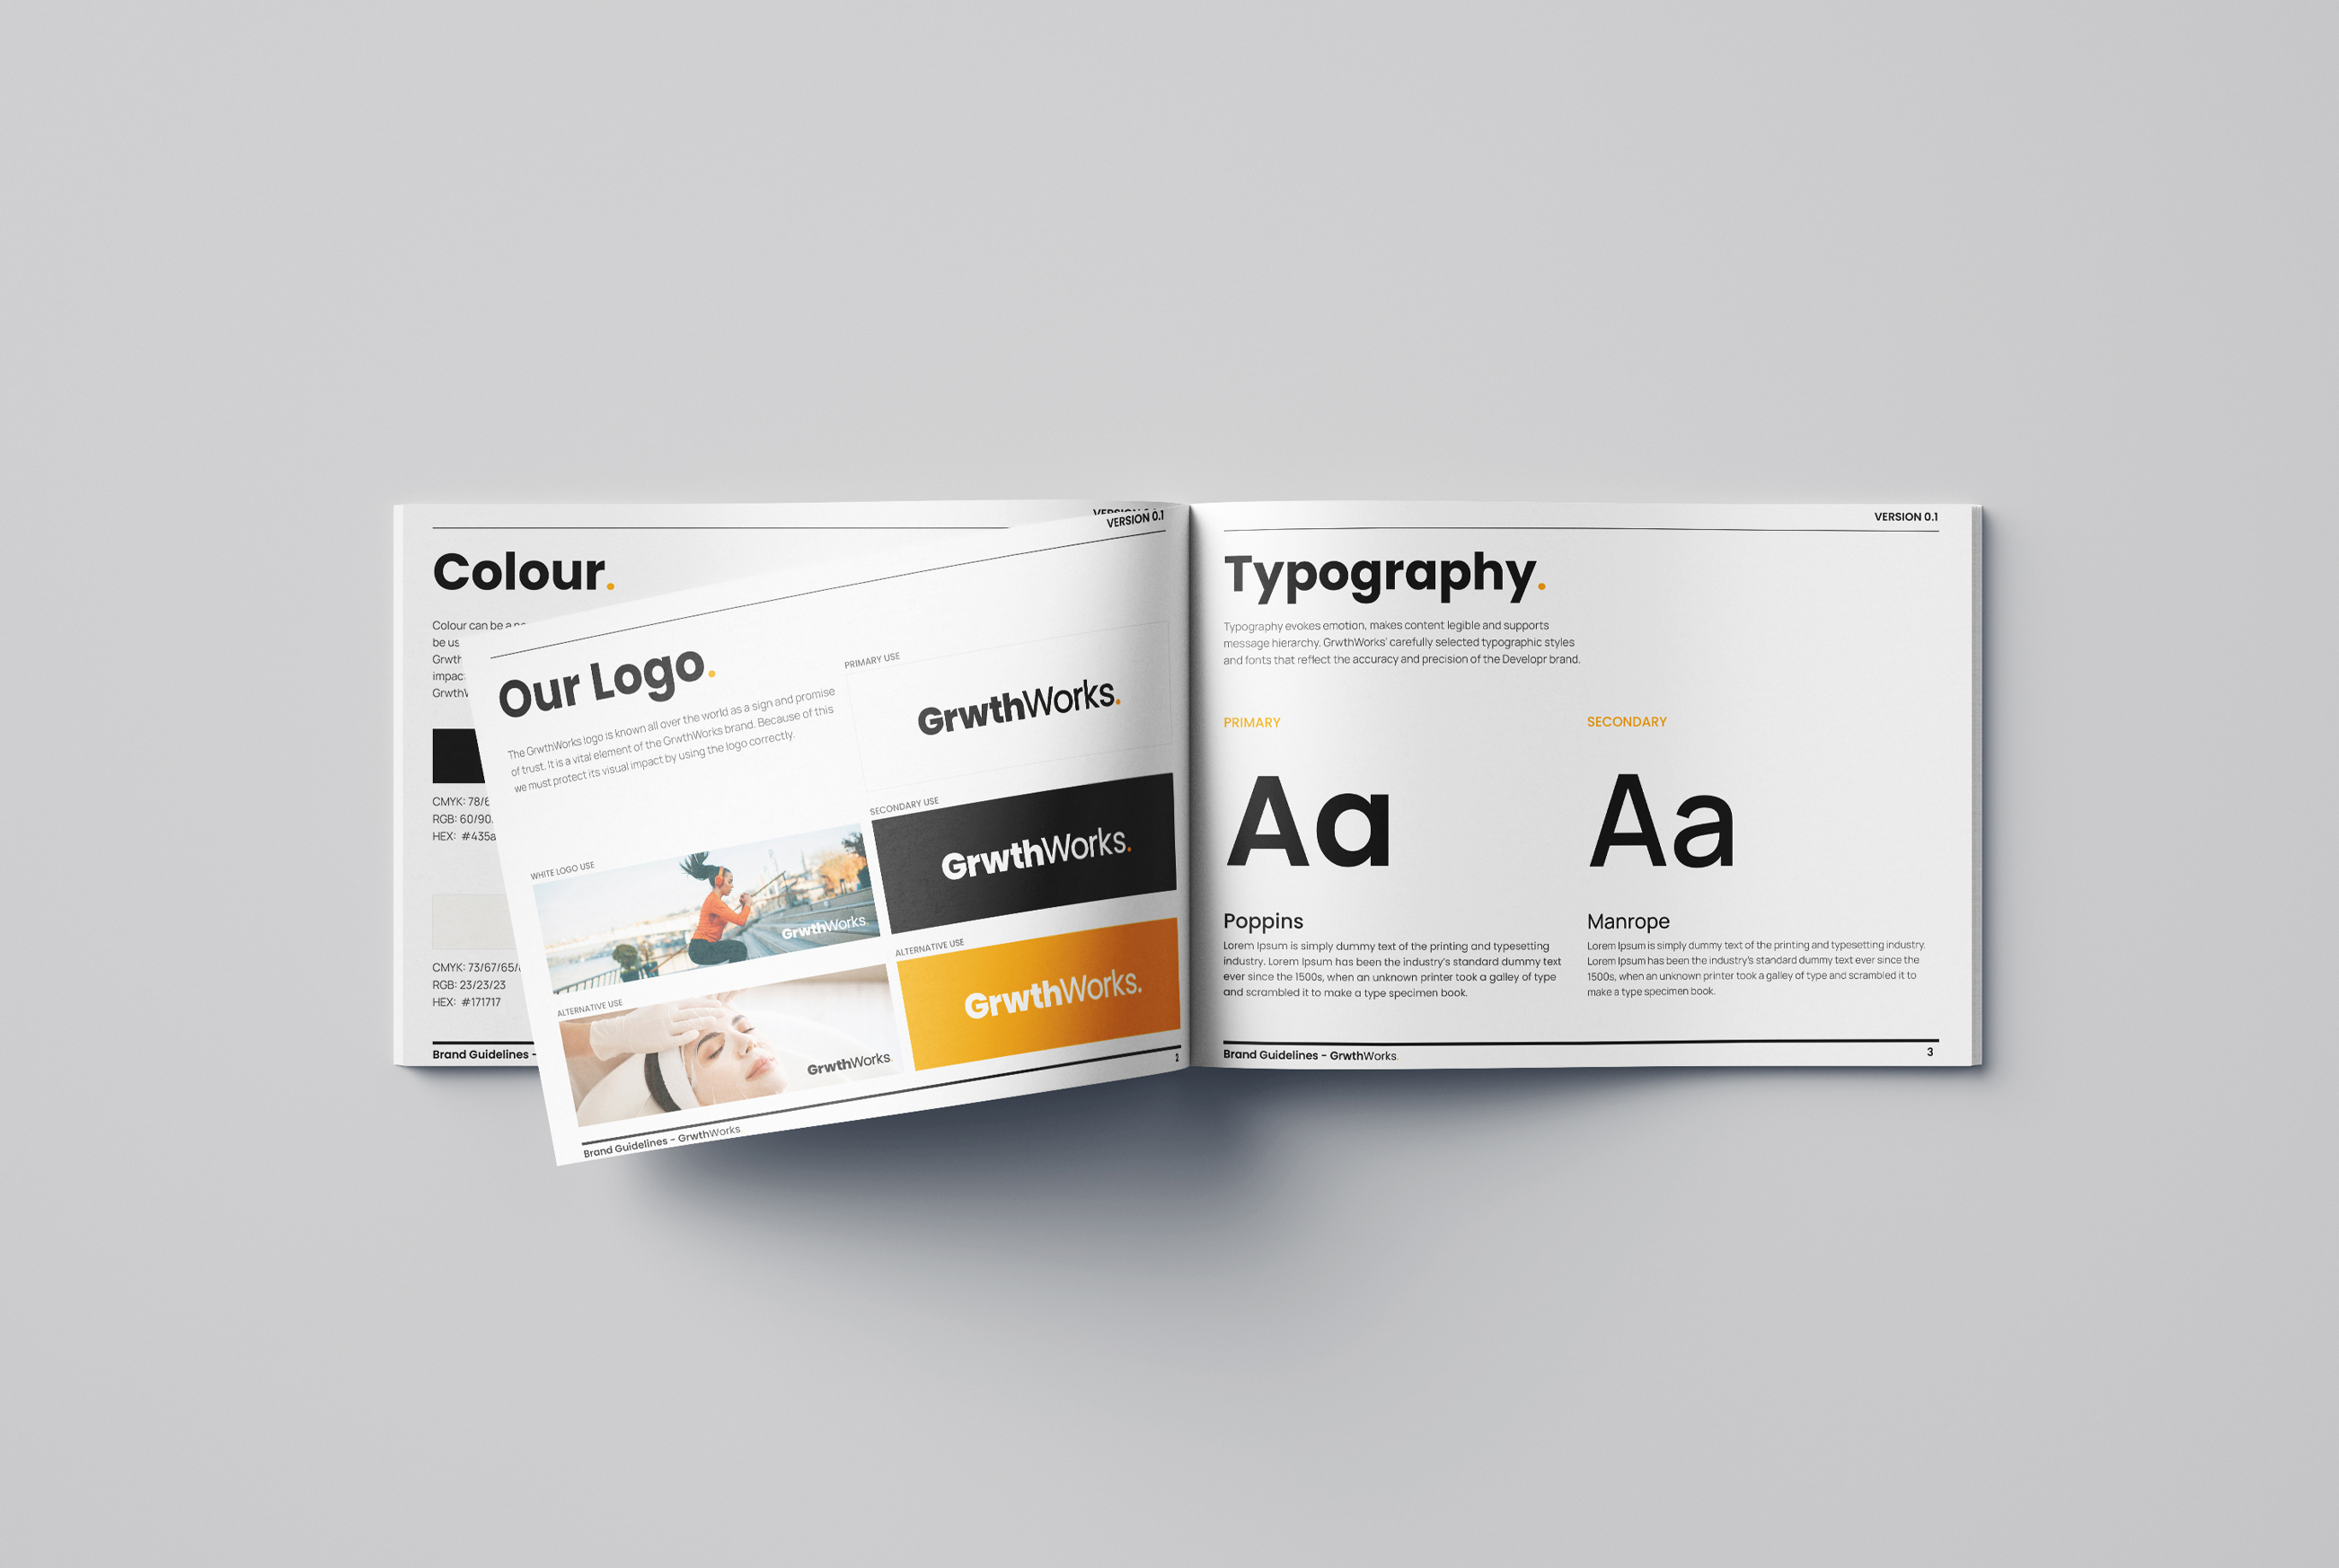 VERSION 0.1
Colour.
Colour can be a
be us
Grwth
impac
GrwthW
CMYK: 78/6
RGB: 60/90
HEX: #435a
CMYK: 73/67/65/
RGB: 23/23/23
HEX: #171717
Brand Guidelines -
VERSION 0.1
Our Logo.
The GrwthWorks logo is known all over the world as a sign and promise
of trust. It is a vital element of the GrwthWorks brand. Because of this
we must protect its visual impact by using the logo correctly.
PRIMARY USE
GrwthWorks.
SECONDARY USE
GrwthWorks.
WHITE LOGO USE
GrwthWorks.
ALTERNATIVE USE
GrwthWorks.
ALTERNATIVE USE
GrwthWorks.
Brand Guidelines - GrwthWorks
2
VERSION 0.1
Typography.
Typography evokes emotion, makes content legible and supports
message hierarchy. GrwthWorks' carefully selected typographic styles
and fonts that reflect the accuracy and precision of the Developr brand.
PRIMARY
Aa
Poppins
Lorem Ipsum is simply dummy text of the printing and typesetting
industry. Lorem Ipsum has been the industry's standard dummy text
ever since the 1500s, when an unknown printer took a galley of type
and scrambled it to make a type specimen book.
SECONDARY
Aa
Manrope
Lorem Ipsum is simply dummy text of the printing and typesetting industry.
Lorem Ipsum has been the industry's standard dummy text ever since the
1500s, when an unknown printer took a galley of type and scrambled it to
make a type specimen book.
Brand Guidelines - GrwthWorks.
3